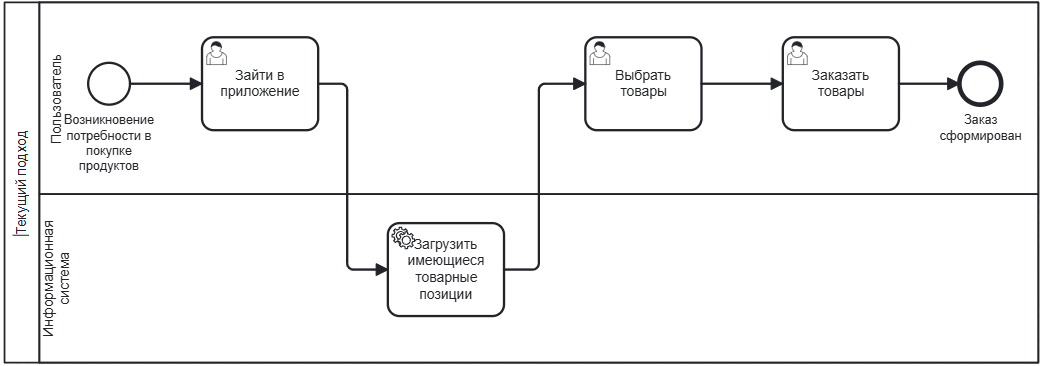 Текущий подход
Пользователь
Возникновение
потребности в
покупке
продуктов
Зайти в
приложение
Выбрать
товары
Заказать
товары
Заказ
сформирован
Информационная
система
Загрузить
имеющиеся
товарные
позиции